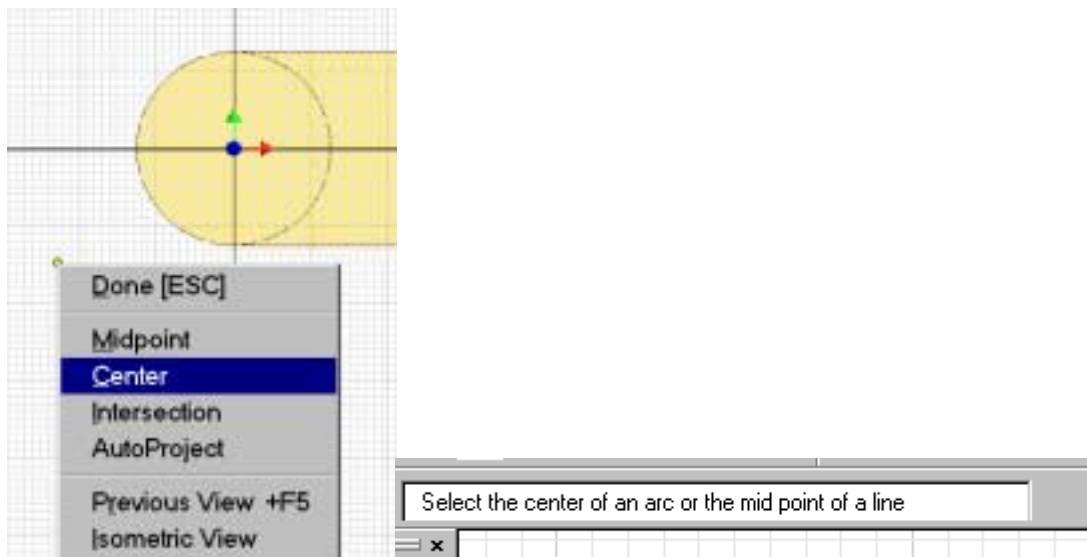 Done [ESC]
Midpoint
Center
Intersection
AutoProject
Previous View +F5
Isometric View
Select the center of an arc or the mid point of a line